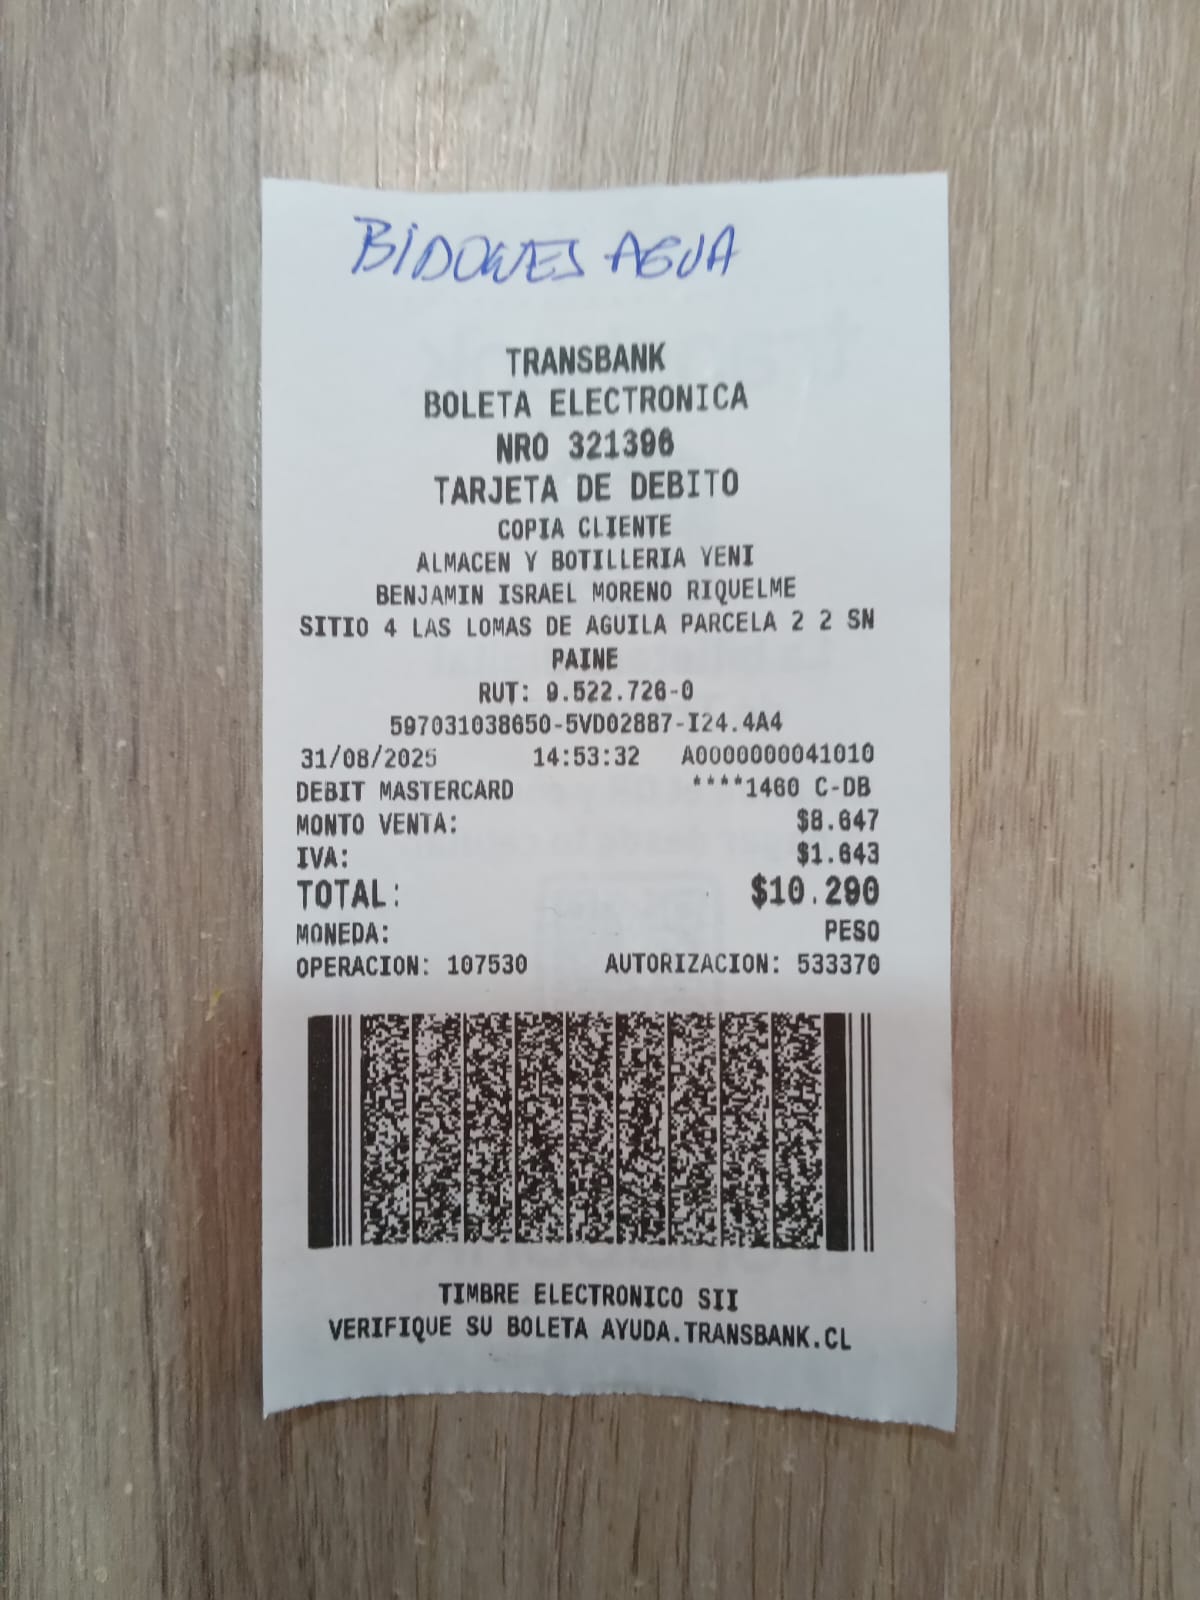 BIDONES AGUA
TRANSBANK
BOLETA ELECTRONICA
NRO 321396
TARJETA DE DEBITO
COPIA CLIENTE
ALMACEN Y BOTILLERIA YENI
BENJAMIN ISRAEL MORENO RIQUELME
SITIO 4 LAS LOMAS DE AGUILA PARCELA 2 2 SN
PAINE
RUT: 9.522.726-0
597031038650-5VD02887-I24.4A4
31/08/2025 14:53:32 A0000000041010
DEBIT MASTERCARD ****1460 C-DB
MONTO VENTA: $8.647
IVA: $1.643
TOTAL: $10.290
MONEDA: PESO
OPERACION: 107530 AUTORIZACION: 533370
TIMBRE ELECTRONICO SII
VERIFIQUE SU BOLETA AYUDA.TRANSBANK.CL